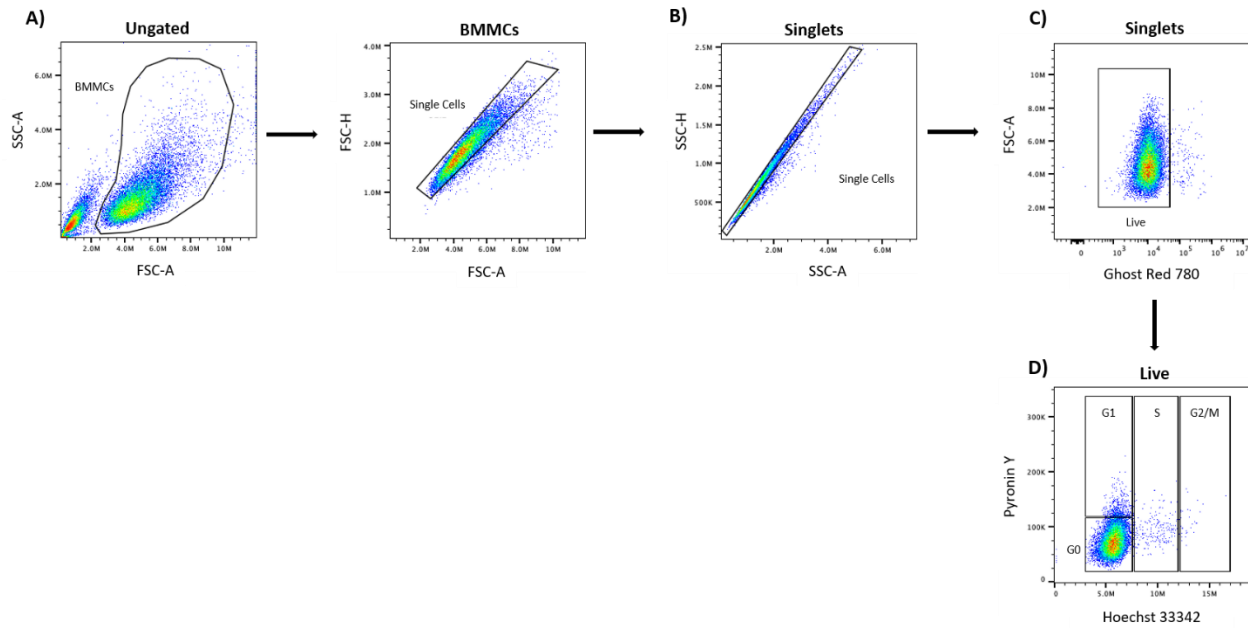 A)
Ungated
SSC-A
6.0M
4.0M
2.0M
BMMCs
2.0M 4.0M 6.0M 8.0M 10M
FSC-A
BMMCs
FSC-H
4.0M
3.0M
2.0M
1.0M
Single Cells
2.0M 4.0M 6.0M 8.0M 10M
FSC-A
B)
Singlets
SSC-H
2.5M
2.0M
1.5M
1.0M
500K
Single Cells
2.0M 4.0M 6.0M
SSC-A
C)
Singlets
FSC-A
10M
8.0M
6.0M
4.0M
2.0M
Live
0 10³ 10⁴ 10⁵ 10⁶ 10⁷
Ghost Red 780
D)
Live
Pyronin Y
300K
200K
100K
0
G1 S G2/M
G0
0 5.0M 10M 15M
Hoechst 33342